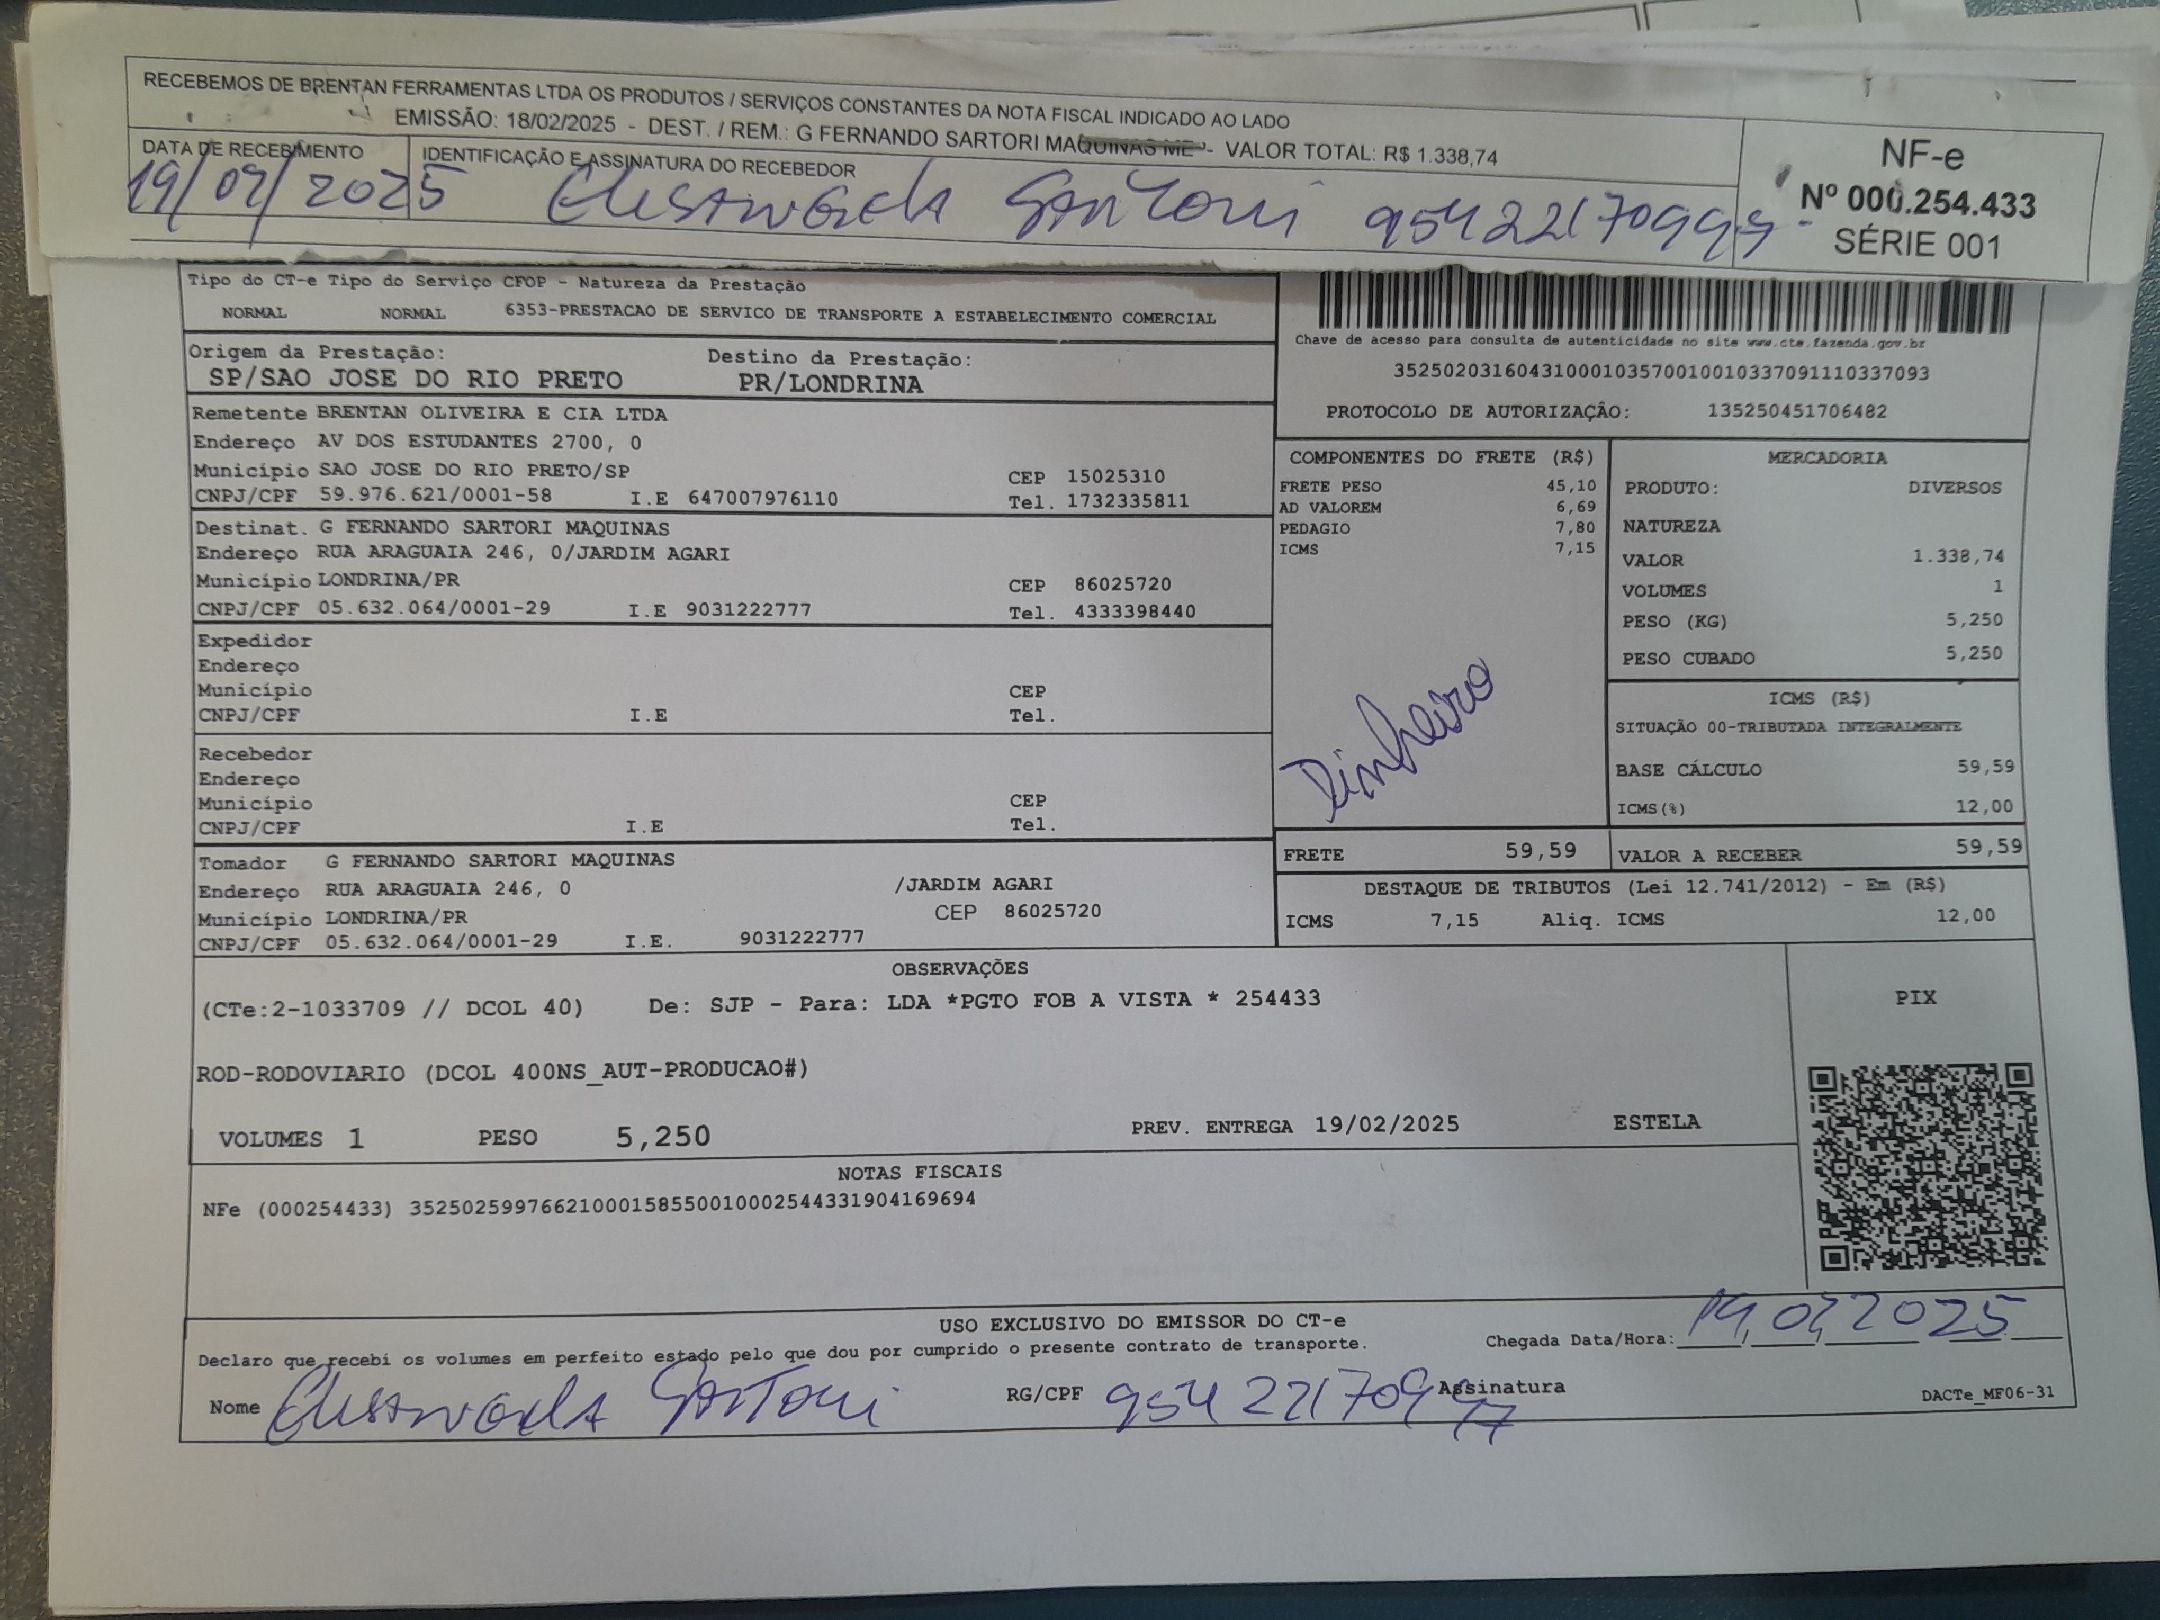 RECEBEMOS DE BRENTAN FERRAMENTAS LTDA OS PRODUTOS / SERVIÇOS CONSTANTES DA NOTA FISCAL INDICADO AO LADO
EMISSÃO: 18/02/2025 - DEST. / REM.: G FERNANDO SARTORI MAQUINAS ME - VALOR TOTAL: R$ 1.338,74
DATA DE RECEBIMENTO IDENTIFICAÇÃO E ASSINATURA DO RECEBEDOR
19/02/2025 Sartori
NF-e
Nº 000.254.433
SÉRIE 001
Tipo do CT-e Tipo do Serviço CFOP - Natureza da Prestação
NORMAL NORMAL 6353-PRESTACAO DE SERVICO DE TRANSPORTE A ESTABELECIMENTO COMERCIAL
Origem da Prestação: Destino da Prestação:
SP/SAO JOSE DO RIO PRETO PR/LONDRINA
Chave de acesso para consulta de autenticidade no site www.cte.fazenda.gov.br
35250203160431000103570010010337091110337093
PROTOCOLO DE AUTORIZAÇÃO: 135250451706482
Remetente BRENTAN OLIVEIRA E CIA LTDA
Endereço AV DOS ESTUDANTES 2700, 0
Município SAO JOSE DO RIO PRETO/SP CEP 15025310
CNPJ/CPF 59.976.621/0001-58 I.E 647007976110 Tel. 1732335811
Destinat. G FERNANDO SARTORI MAQUINAS
Endereço RUA ARAGUAIA 246, 0/JARDIM AGARI
Município LONDRINA/PR CEP 86025720
CNPJ/CPF 05.632.064/0001-29 I.E 9031222777 Tel. 4333398440
Expedidor
Endereço
Município CEP
CNPJ/CPF I.E Tel.
Recebedor
Endereço
Município CEP
CNPJ/CPF I.E Tel.
Tomador G FERNANDO SARTORI MAQUINAS
Endereço RUA ARAGUAIA 246, 0 /JARDIM AGARI
Município LONDRINA/PR CEP 86025720
CNPJ/CPF 05.632.064/0001-29 I.E. 9031222777
COMPONENTES DO FRETE (R$)
FRETE PESO 45,10
AD VALOREM 6,69
PEDAGIO 7,80
ICMS 7,15
Dinheiro
MERCADORIA
PRODUTO: DIVERSOS
NATUREZA
VALOR 1.338,74
VOLUMES 1
PESO (KG) 5,250
PESO CUBADO 5,250
ICMS (R$)
SITUAÇÃO 00-TRIBUTADA INTEGRALMENTE
BASE CÁLCULO 59,59
ICMS(%) 12,00
FRETE 59,59 VALOR A RECEBER 59,59
DESTAQUE DE TRIBUTOS (Lei 12.741/2012) - Em (R$)
ICMS 7,15 Aliq. ICMS 12,00
OBSERVAÇÕES
(CTe:2-1033709 // DCOL 40) De: SJP - Para: LDA *PGTO FOB A VISTA * 254433
PIX
ROD-RODOVIARIO (DCOL 400NS_AUT-PRODUCAO#)
VOLUMES 1 PESO 5,250 PREV. ENTREGA 19/02/2025 ESTELA
NOTAS FISCAIS
NFe (000254433) 35250259976621000158550010002544331904169694
USO EXCLUSIVO DO EMISSOR DO CT-e
Declaro que recebi os volumes em perfeito estado pelo que dou por cumprido o presente contrato de transporte. Chegada Data/Hora: 19,02,2025
Nome Sartori RG/CPF Assinatura
DACTe_MF06-31